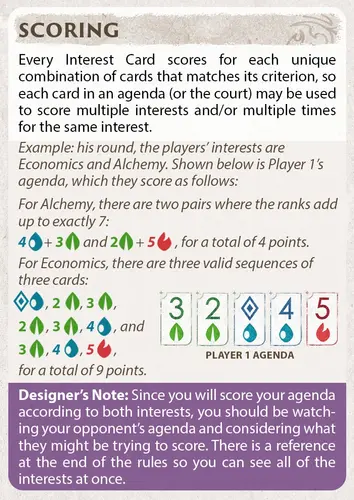 SCORING
Every Interest Card scores for each unique
combination of cards that matches its criterion, so
each card in an agenda (or the court) may be used
to score multiple interests and/or multiple times
for the same interest.
Example: his round, the players' interests are
Economics and Alchemy. Shown below is Player 1's
agenda, which they score as follows:
For Alchemy, there are two pairs where the ranks add
up to exactly 7:
4 + 3 and 2 + 5 , for a total of 4 points.
For Economics, there are three valid sequences of
three cards:
, 2 , 3 ,
2 , 3 , 4 , and
3 , 4 , 5 ,
for a total of 9 points.
3 2 4 5
PLAYER 1 AGENDA
Designer's Note: Since you will score your agenda
according to both interests, you should be watch-
ing your opponent's agenda and considering what
they might be trying to score. There is a reference
at the end of the rules so you can see all of the
interests at once.